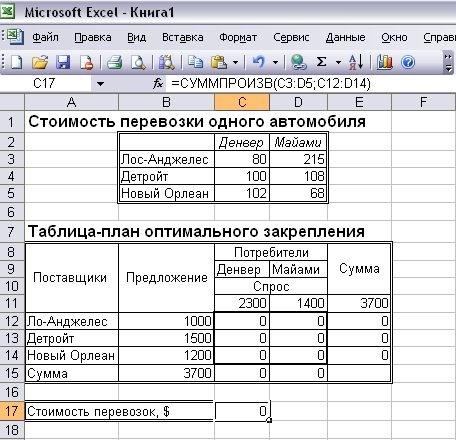 Microsoft Excel - Книга1
Файл Правка Вид Вставка Формат Сервис Данные Окно Справ
C17 fx =СУММПРОИЗВ(C3:D5;C12:D14)
A B C D E F
1 Стоимость перевозки одного автомобиля
2 Денвер Майами
3 Лос-Анджелес 80 215
4 Детройт 100 108
5 Новый Орлеан 102 68
6
7 Таблица-план оптимального закрепления
8 Поставщики Предложение Потребители Сумма
9 Денвер Майами
10 Спрос
11 2300 1400 3700
12 Ло-Анджелес 1000 0 0 0
13 Детройт 1500 0 0 0
14 Новый Орлеан 1200 0 0 0
15 Сумма 3700 0 0
16
17 Стоимость перевозок, $ 0
18